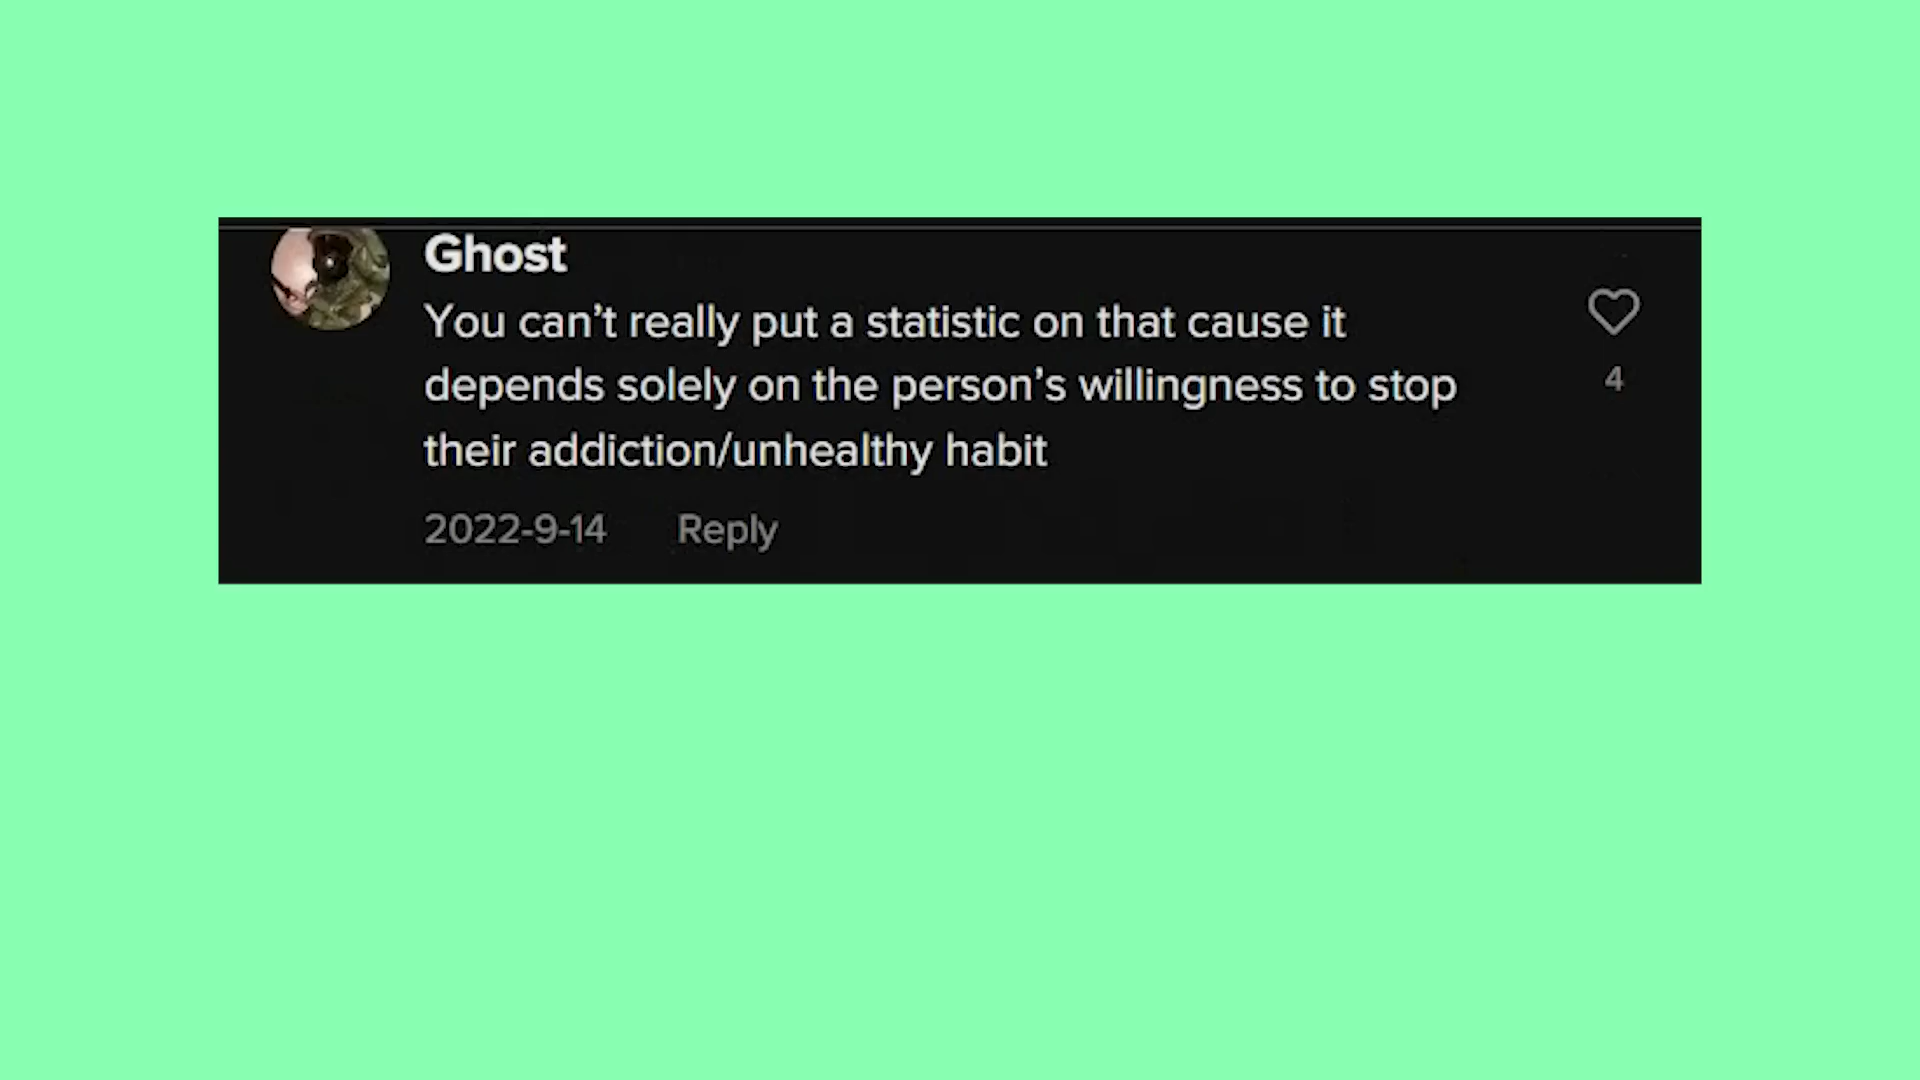 Ghost
You can’t really put a statistic on that cause it
depends solely on the person’s willingness to stop
their addiction/unhealthy habit
4
2022-9-14 Reply